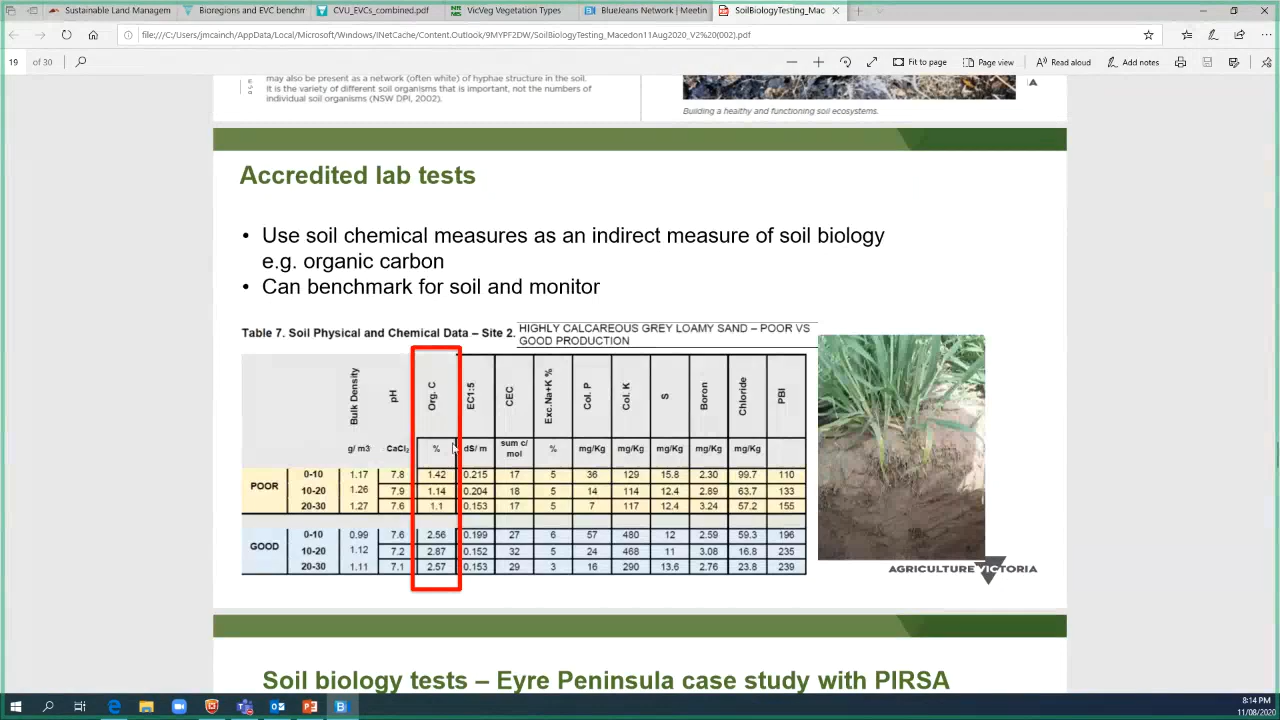 Sustainable Land Managem
Bioregions and EVC benchm
CVU_EVCs_combined.pdf
VicVeg Vegetation Types
BlueJeans Network | Meetin
SoilBiologyTesting_Mac
file:///C:/Users/jmcainch/AppData/Local/Microsoft/Windows/INetCache/Content.Outlook/9MYPF2DW/SoilBiologyTesting_Macedon11Aug2020_V2%20(002).pdf
19 of 30
Fit to page
Page view
Read aloud
Add notes
may also be present as a network (often white) of hyphae structure in the soil.
It is the variety of different soil organisms that is important, not the numbers of
individual soil organisms (NSW DPI, 2002).
Building a healthy and functioning soil ecosystems.
Accredited lab tests
• Use soil chemical measures as an indirect measure of soil biology
e.g. organic carbon
• Can benchmark for soil and monitor
Table 7. Soil Physical and Chemical Data – Site 2.
HIGHLY CALCAREOUS GREY LOAMY SAND – POOR VS
GOOD PRODUCTION
Bulk Density pH Org. C EC1:5 CEC Exc.Na+K % Col. P Col. K S Boron Chloride PBI
g/ m3 CaCl₂ % dS/ m sum c/ mol % mg/Kg mg/Kg mg/Kg mg/Kg mg/Kg
POOR
0-10 1.17 7.8 1.42 0.215 17 5 36 129 15.8 2.30 99.7 110
10-20 1.26 7.9 1.14 0.204 18 5 14 114 12.4 2.89 63.7 133
20-30 1.27 7.6 1.1 0.153 17 5 7 117 12.4 3.24 57.2 155
GOOD
0-10 0.99 7.6 2.56 0.199 27 6 57 480 12 2.59 59.3 196
10-20 1.12 7.2 2.87 0.152 32 5 24 468 11 3.08 16.8 235
20-30 1.11 7.1 2.57 0.153 29 3 16 290 13.6 2.76 23.8 239
AGRICULTURE VICTORIA
Soil biology tests – Eyre Peninsula case study with PIRSA
8:14 PM
11/08/2020